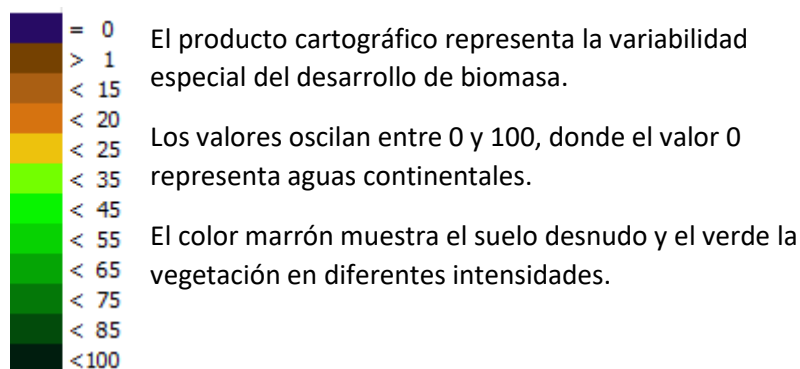 = 0
> 1
< 15
< 20
< 25
< 35
< 45
< 55
< 65
< 75
< 85
<100
El producto cartográfico representa la variabilidad
especial del desarrollo de biomasa.
Los valores oscilan entre 0 y 100, donde el valor 0
representa aguas continentales.
El color marrón muestra el suelo desnudo y el verde la
vegetación en diferentes intensidades.